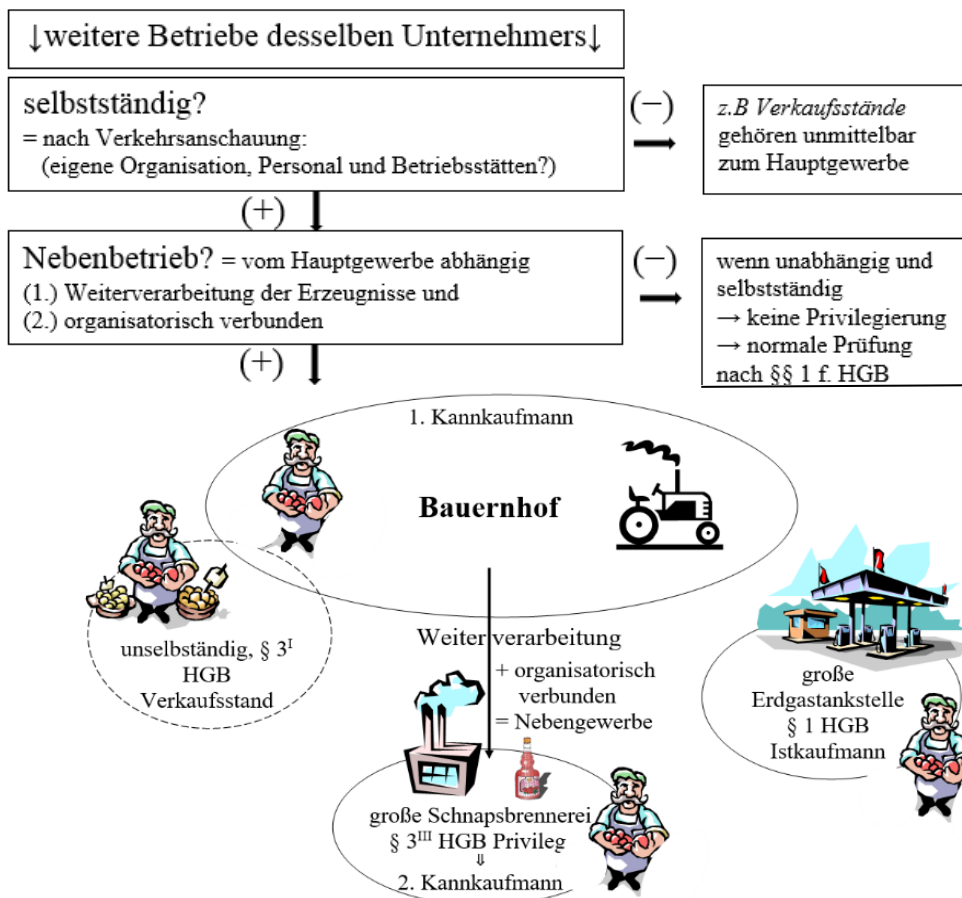 ↓weitere Betriebe desselben Unternehmers↓
selbstständig?
= nach Verkehrsanschauung:
(eigene Organisation, Personal und Betriebsstätten?)
(−)
z.B Verkaufsstände
gehören unmittelbar
zum Hauptgewerbe
(+)
Nebenbetrieb? = vom Hauptgewerbe abhängig
(1.) Weiterverarbeitung der Erzeugnisse und
(2.) organisatorisch verbunden
(−)
wenn unabhängig und
selbstständig
→ keine Privilegierung
→ normale Prüfung
nach §§ 1 f. HGB
(+)
1. Kannkaufmann
Bauernhof
unselbständig, § 3ᴵ
HGB
Verkaufsstand
Weiterverarbeitung
+ organisatorisch
verbunden
= Nebengewerbe
große
Erdgastankstelle
§ 1 HGB
Istkaufmann
große Schnapsbrennerei
§ 3ᴵᴵᴵ HGB Privileg
⇓
2. Kannkaufmann